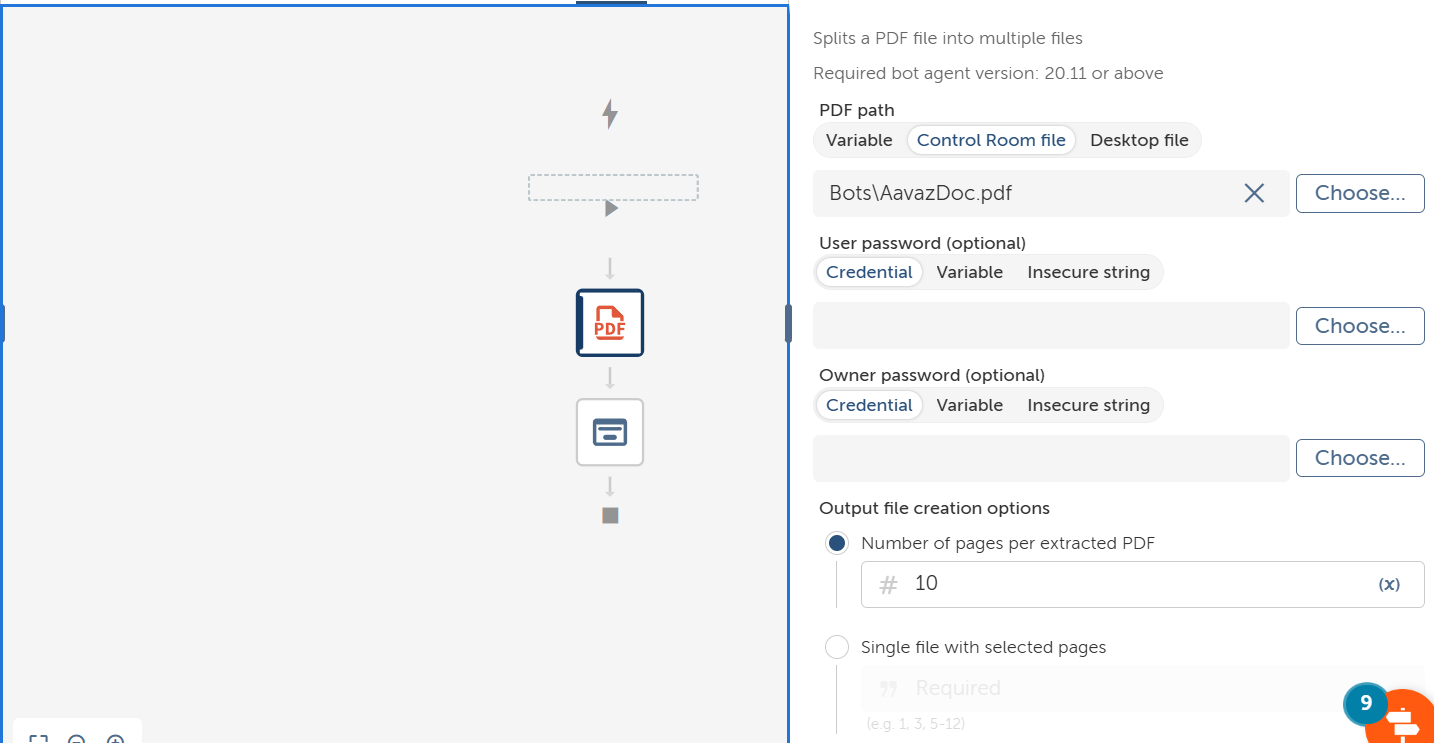 Splits a PDF file into multiple files
Required bot agent version: 20.11 or above
PDF path
Variable Control Room file Desktop file
Bots\AavazDoc.pdf Choose...
User password (optional)
Credential Variable Insecure string
Choose...
PDF
Owner password (optional)
Credential Variable Insecure string
Choose...
Output file creation options
Number of pages per extracted PDF
# 10 (x)
Single file with selected pages
" Required
(e.g. 1, 3, 5-12)
9